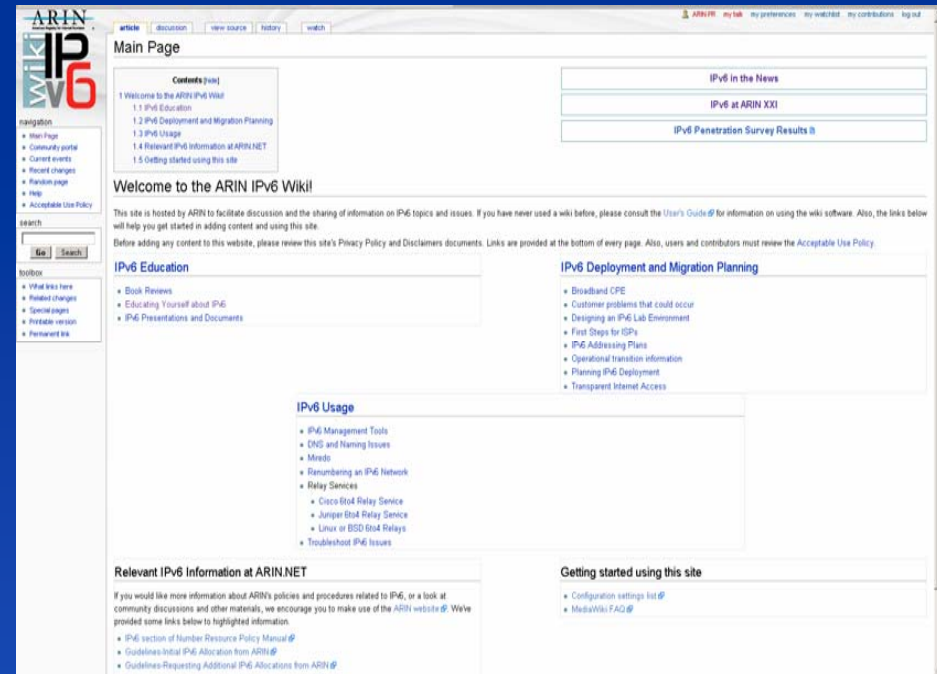 ARIN
wiki
IPv6
ARIN-PR my talk my preferences my watchlist my contributions log out
article discussion view source history watch
Main Page
Contents [hide]
1 Welcome to the ARIN IPv6 Wiki!
1.1 IPv6 Education
1.2 IPv6 Deployment and Migration Planning
1.3 IPv6 Usage
1.4 Relevant IPv6 Information at ARIN.NET
1.5 Getting started using this site
IPv6 in the News
IPv6 at ARIN XXI
IPv6 Penetration Survey Results
navigation
Main Page
Community portal
Current events
Recent changes
Random page
Help
Acceptable Use Policy
search
Go Search
toolbox
What links here
Related changes
Special pages
Printable version
Permanent link
Welcome to the ARIN IPv6 Wiki!
This site is hosted by ARIN to facilitate discussion and the sharing of information on IPv6 topics and issues. If you have never used a wiki before, please consult the User's Guide for information on using the wiki software. Also, the links below
will help you get started in adding content and using this site.
Before adding any content to this website, please review this site's Privacy Policy and Disclaimers documents. Links are provided at the bottom of every page. Also, users and contributors must review the Acceptable Use Policy.
IPv6 Education
Book Reviews
Educating Yourself about IPv6
IPv6 Presentations and Documents
IPv6 Deployment and Migration Planning
Broadband CPE
Customer problems that could occur
Designing an IPv6 Lab Environment
First Steps for ISPs
IPv6 Addressing Plans
Operational transition information
Planning IPv6 Deployment
Transparent Internet Access
IPv6 Usage
IPv6 Management Tools
DNS and Naming Issues
Miredo
Renumbering an IPv6 Network
Relay Services
Cisco 6to4 Relay Service
Juniper 6to4 Relay Service
Linux or BSD 6to4 Relays
Troubleshoot IPv6 Issues
Relevant IPv6 Information at ARIN.NET
If you would like more information about ARIN's policies and procedures related to IPv6, or a look at
community discussions and other materials, we encourage you to make use of the ARIN website. We've
provided some links below to highlighted information.
IPv6 section of Number Resource Policy Manual
Guidelines-Initial IPv6 Allocation from ARIN
Guidelines-Requesting Additional IPv6 Allocations from ARIN
Getting started using this site
Configuration settings list
MediaWiki FAQ